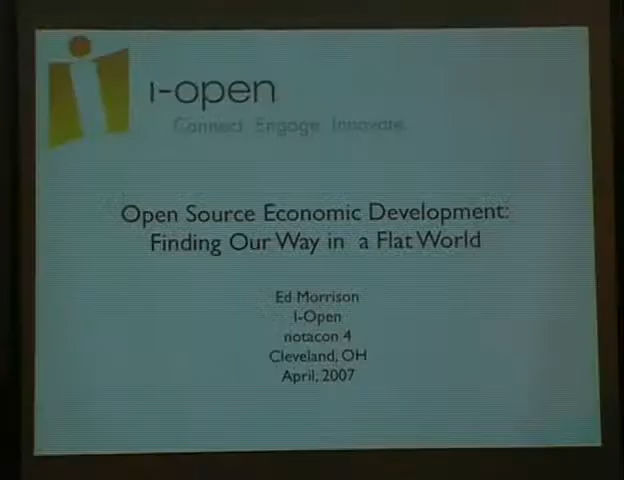 i-open
Connect. Engage. Innovate.
Open Source Economic Development:
Finding Our Way in a Flat World
Ed Morrison
I-Open
notacon 4
Cleveland, OH
April, 2007